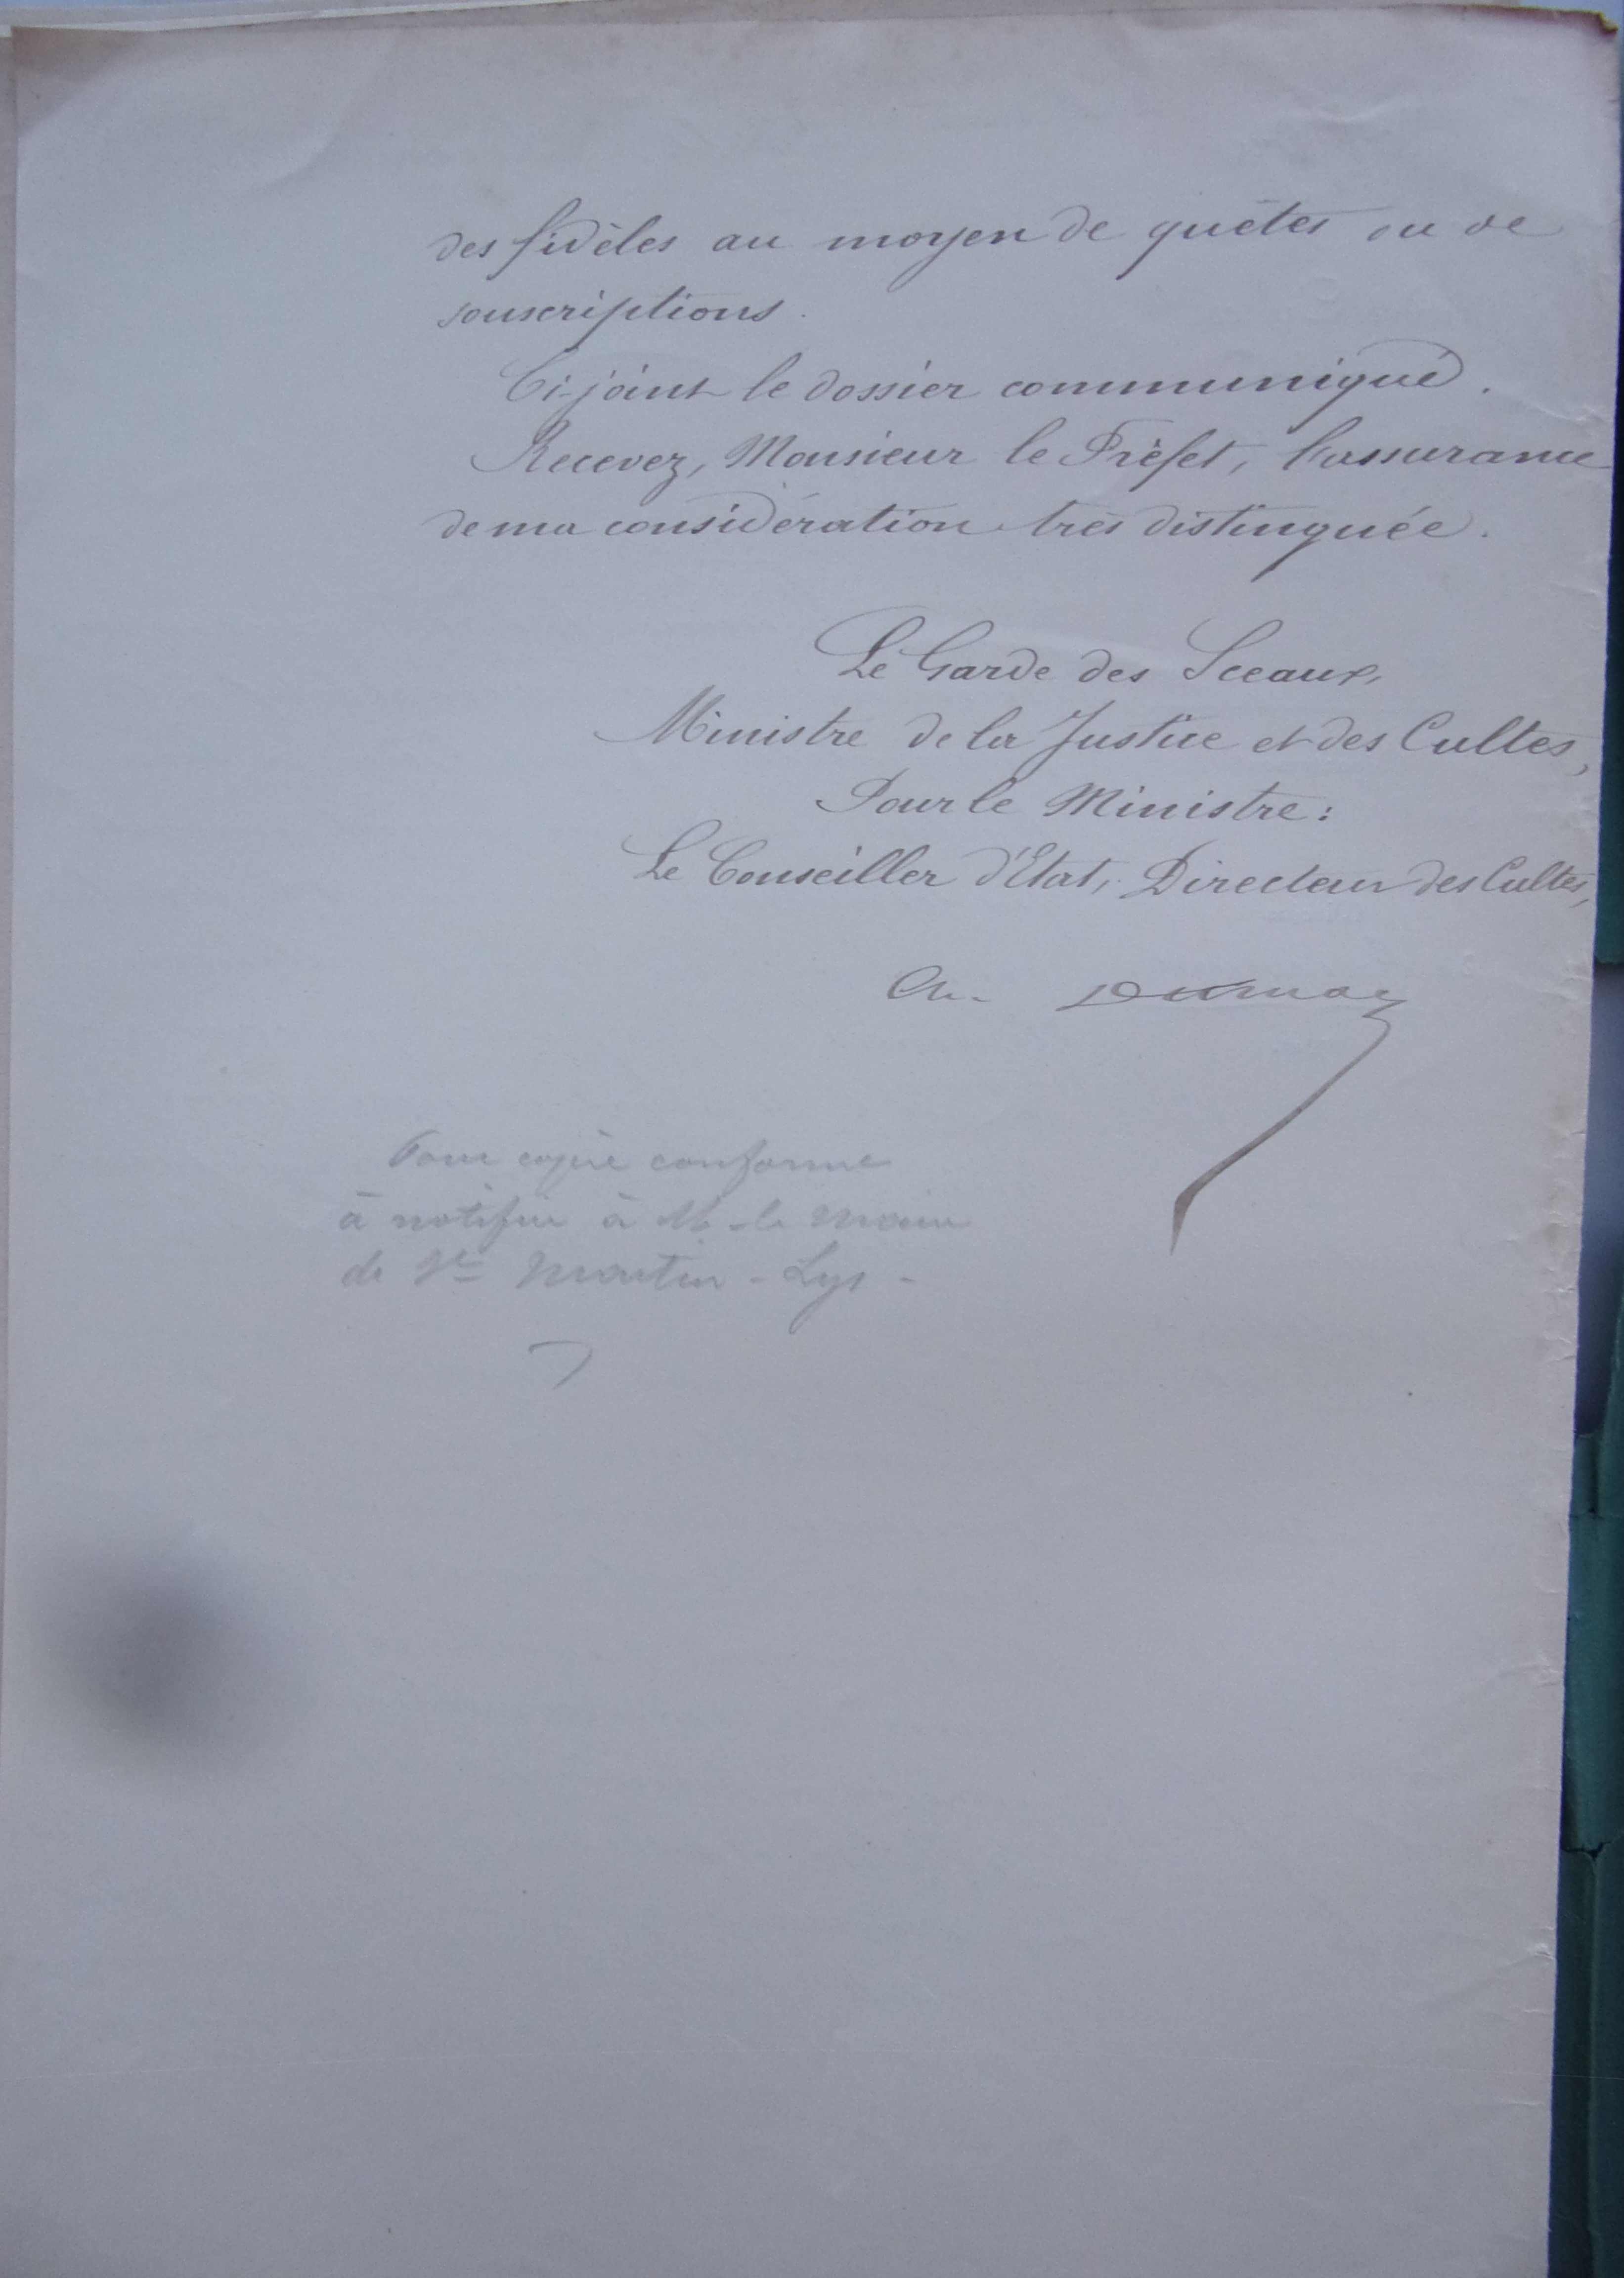 des fidèles au moyen de quêtes ou de
souscriptions.
Ci-joint le dossier communiqué.
Recevez, Monsieur le Préfet, l'assurance
de ma considération très distinguée.
Le Garde des Sceaux,
Ministre de la Justice et des Cultes,
Pour le Ministre :
Le Conseiller d'Etat, Directeur des Cultes,
Ch. Dumay
Pour copie conforme
à notifier à M. le Maire
de St Martin-Lys -